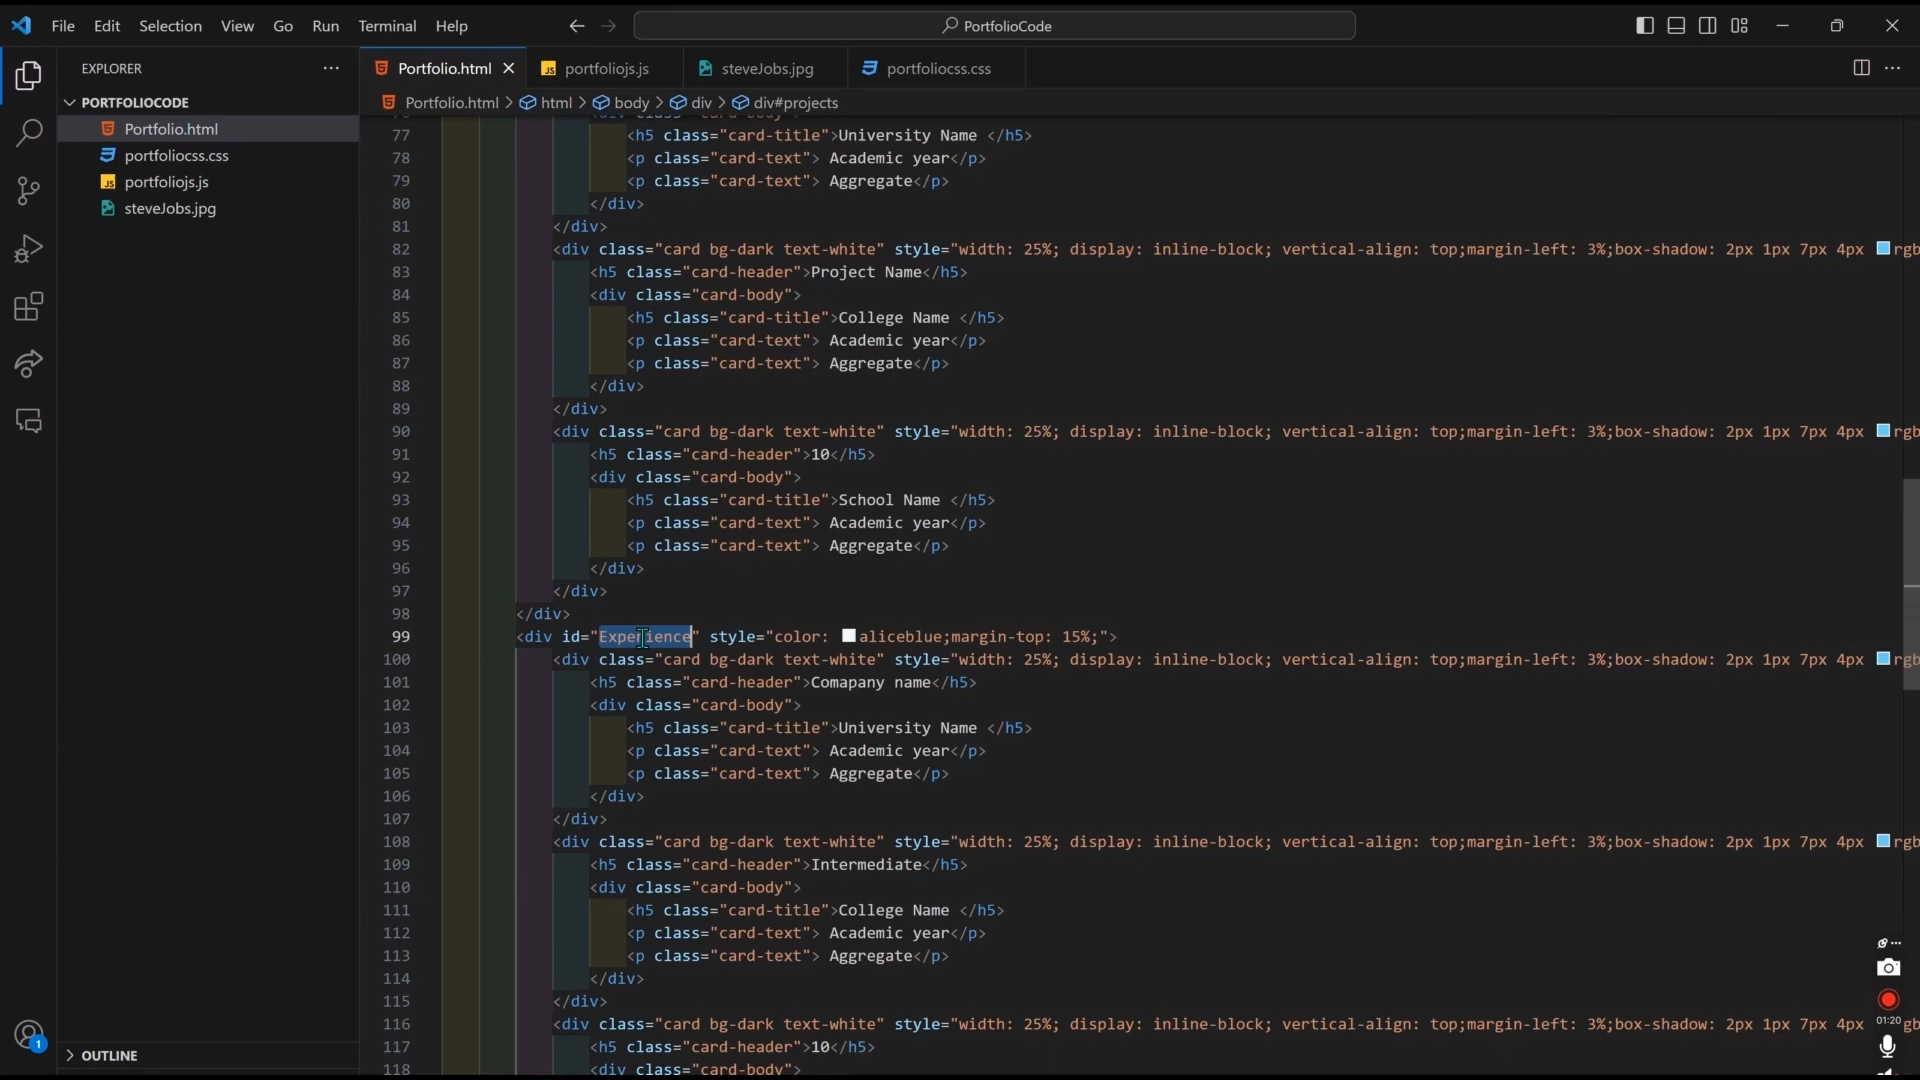 File Edit Selection View Go Run Terminal Help
PortfolioCode
EXPLORER
PORTFOLIOCODE
Portfolio.html
portfoliocss.css
portfoliojs.js
steveJobs.jpg
OUTLINE
1
Portfolio.html portfoliojs.js steveJobs.jpg portfoliocss.css
Portfolio.html > html > body > div > div#projects
77 <h5 class="card-title">University Name </h5>
78 <p class="card-text"> Academic year</p>
79 <p class="card-text"> Aggregate</p>
80 </div>
81 </div>
82 <div class="card bg-dark text-white" style="width: 25%; display: inline-block; vertical-align: top;margin-left: 3%;box-shadow: 2px 1px 7px 4px rgb
83 <h5 class="card-header">Project Name</h5>
84 <div class="card-body">
85 <h5 class="card-title">College Name </h5>
86 <p class="card-text"> Academic year</p>
87 <p class="card-text"> Aggregate</p>
88 </div>
89 </div>
90 <div class="card bg-dark text-white" style="width: 25%; display: inline-block; vertical-align: top;margin-left: 3%;box-shadow: 2px 1px 7px 4px rgb
91 <h5 class="card-header">10</h5>
92 <div class="card-body">
93 <h5 class="card-title">School Name </h5>
94 <p class="card-text"> Academic year</p>
95 <p class="card-text"> Aggregate</p>
96 </div>
97 </div>
98 </div>
99 <div id="Experience" style="color: aliceblue;margin-top: 15%;">
100 <div class="card bg-dark text-white" style="width: 25%; display: inline-block; vertical-align: top;margin-left: 3%;box-shadow: 2px 1px 7px 4px rgb
101 <h5 class="card-header">Comapany name</h5>
102 <div class="card-body">
103 <h5 class="card-title">University Name </h5>
104 <p class="card-text"> Academic year</p>
105 <p class="card-text"> Aggregate</p>
106 </div>
107 </div>
108 <div class="card bg-dark text-white" style="width: 25%; display: inline-block; vertical-align: top;margin-left: 3%;box-shadow: 2px 1px 7px 4px rgb
109 <h5 class="card-header">Intermediate</h5>
110 <div class="card-body">
111 <h5 class="card-title">College Name </h5>
112 <p class="card-text"> Academic year</p>
113 <p class="card-text"> Aggregate</p>
114 </div>
115 </div>
116 <div class="card bg-dark text-white" style="width: 25%; display: inline-block; vertical-align: top;margin-left: 3%;box-shadow: 2px 1px 7px 4px gb
117 <h5 class="card-header">10</h5>
118 <div class="card-body">
01:20